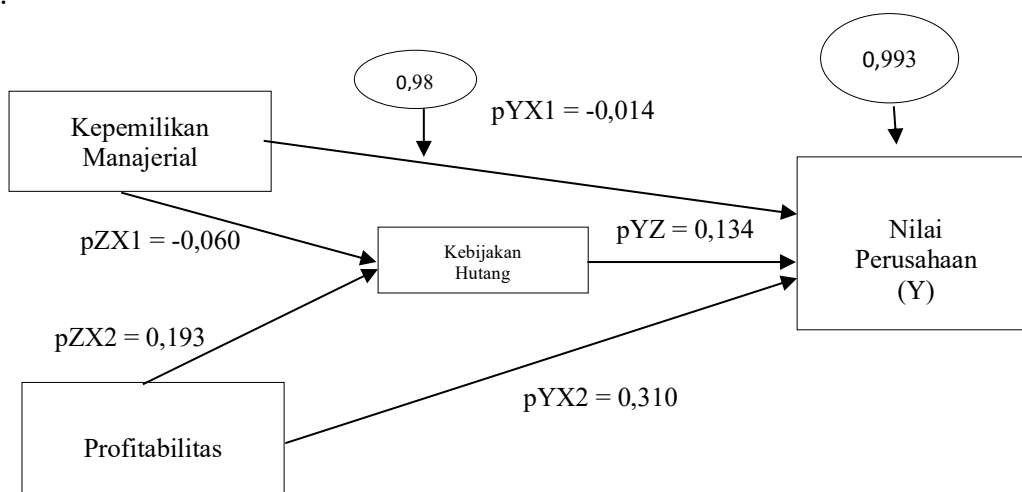 .
0,993
0,98
pYX1 = -0,014
Kepemilikan
Manajerial
pZX1 = -0,060
Kebijakan
Hutang
pYZ = 0,134
Nilai
Perusahaan
(Y)
pZX2 = 0,193
pYX2 = 0,310
Profitabilitas